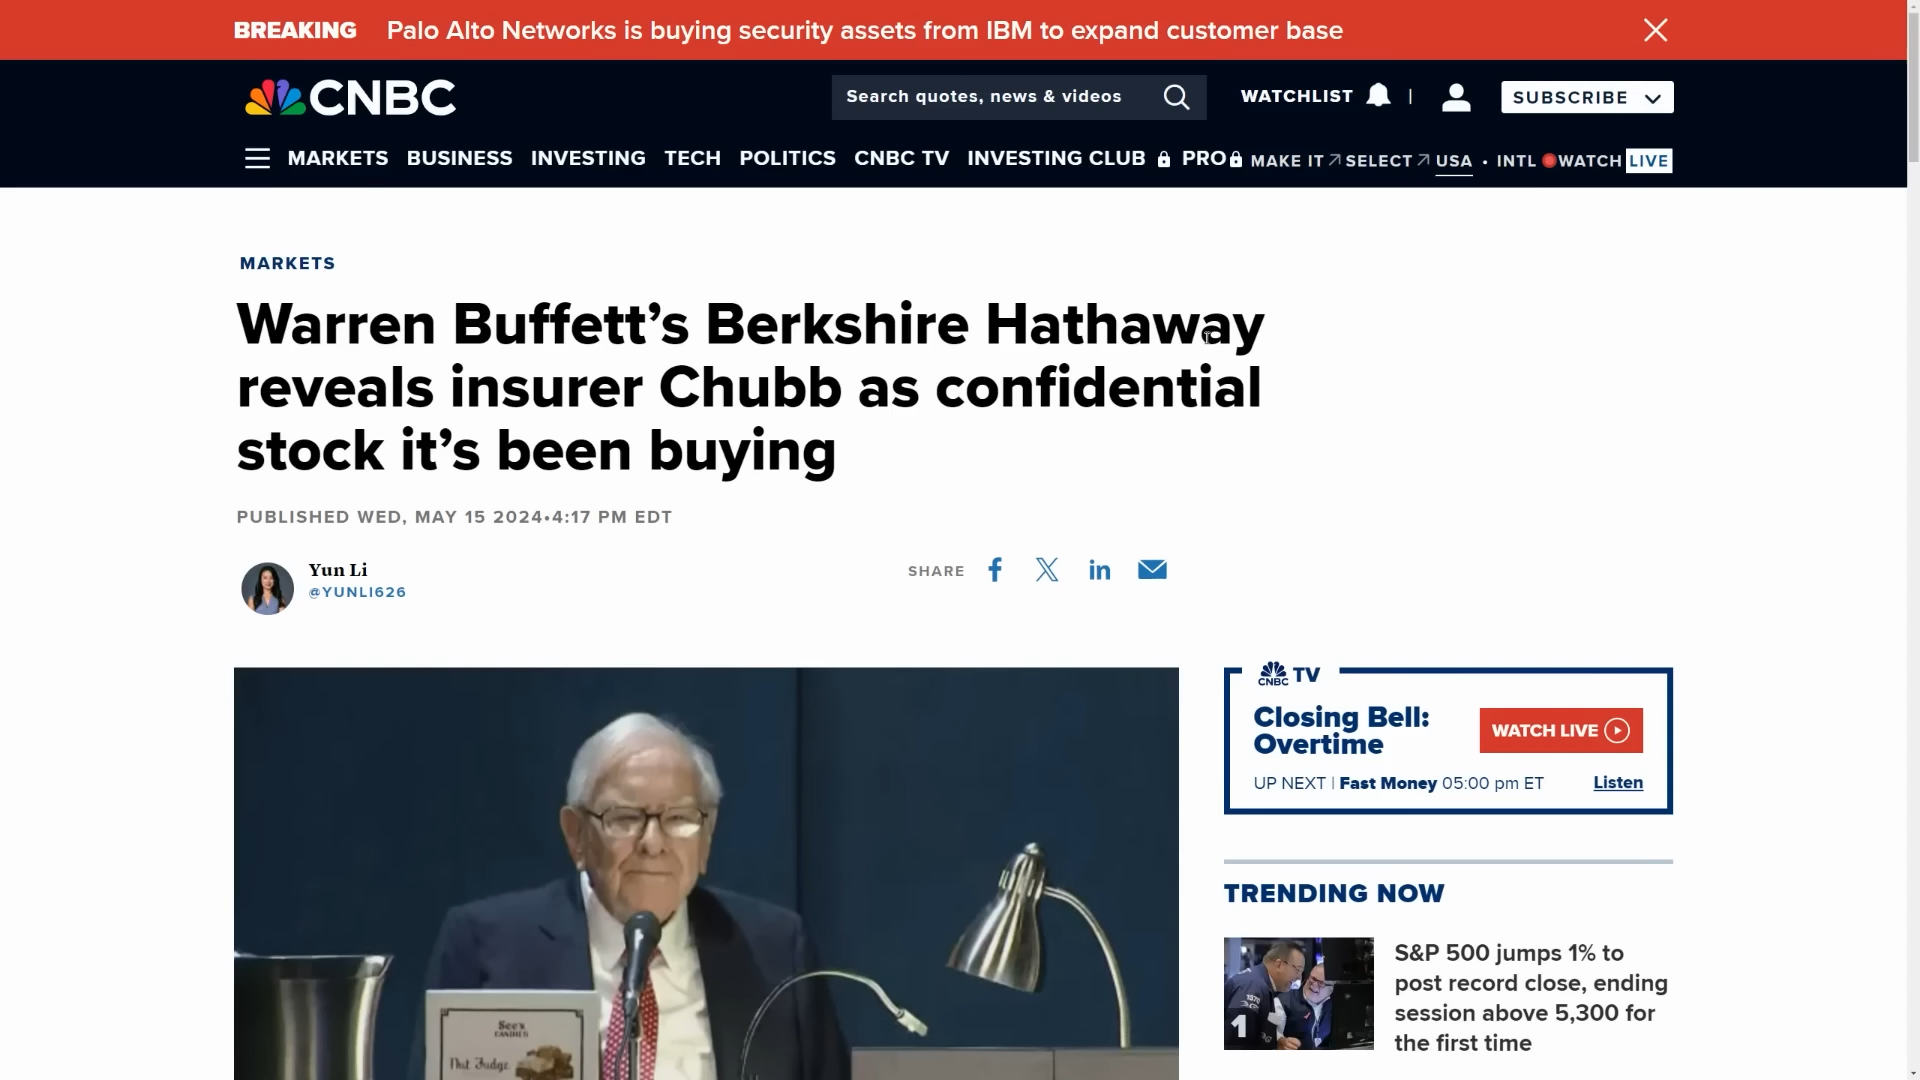 BREAKING Palo Alto Networks is buying security assets from IBM to expand customer base
CNBC
Search quotes, news & videos
WATCHLIST |
SUBSCRIBE
MARKETS BUSINESS INVESTING TECH POLITICS CNBC TV INVESTING CLUB PRO MAKE IT SELECT USA • INTL WATCH LIVE
MARKETS
Warren Buffett’s Berkshire Hathaway
reveals insurer Chubb as confidential
stock it’s been buying
PUBLISHED WED, MAY 15 2024•4:17 PM EDT
Yun Li
@YUNLI626
SHARE
CNBC TV
Closing Bell:
Overtime
WATCH LIVE
UP NEXT | Fast Money 05:00 pm ET
Listen
See's
CANDIES
Nut Fudge
TRENDING NOW
1
S&P 500 jumps 1% to
post record close, ending
session above 5,300 for
the first time